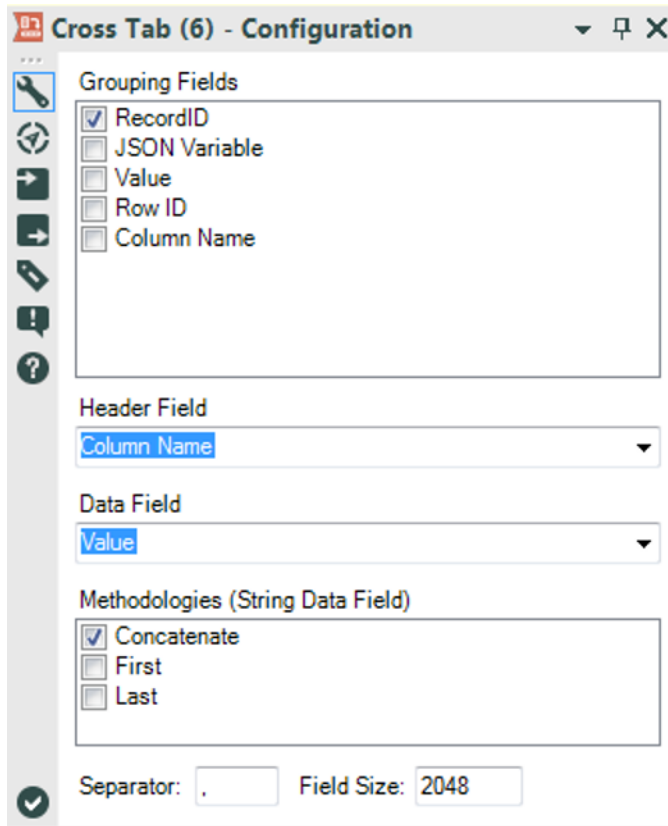 Cross Tab (6) - Configuration
Grouping Fields
RecordID
JSON Variable
Value
Row ID
Column Name
Header Field
Column Name
Data Field
Value
Methodologies (String Data Field)
Concatenate
First
Last
Separator: , Field Size: 2048